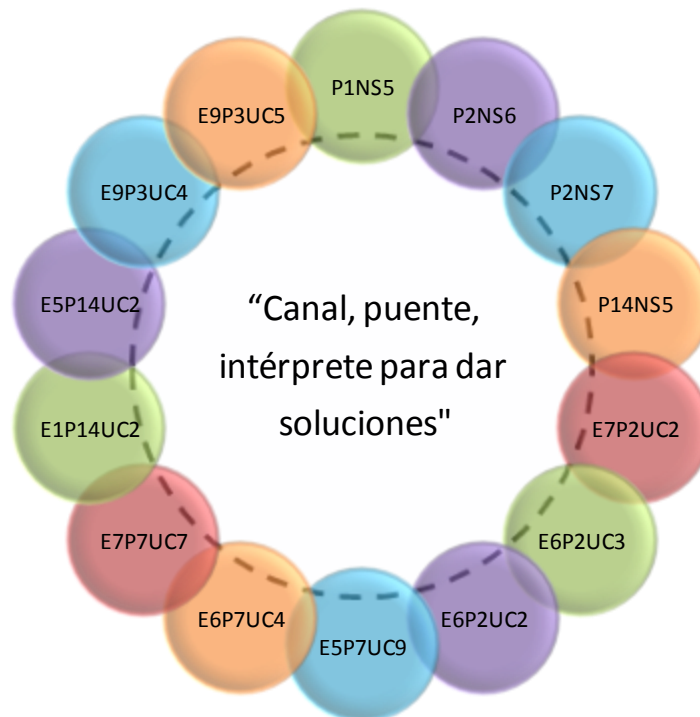 P1NS5
P2NS6
P2NS7
P14NS5
E7P2UC2
E6P2UC3
E6P2UC2
E5P7UC9
E6P7UC4
E7P7UC7
E1P14UC2
E5P14UC2
E9P3UC4
E9P3UC5
“Canal, puente,
intérprete para dar
soluciones"